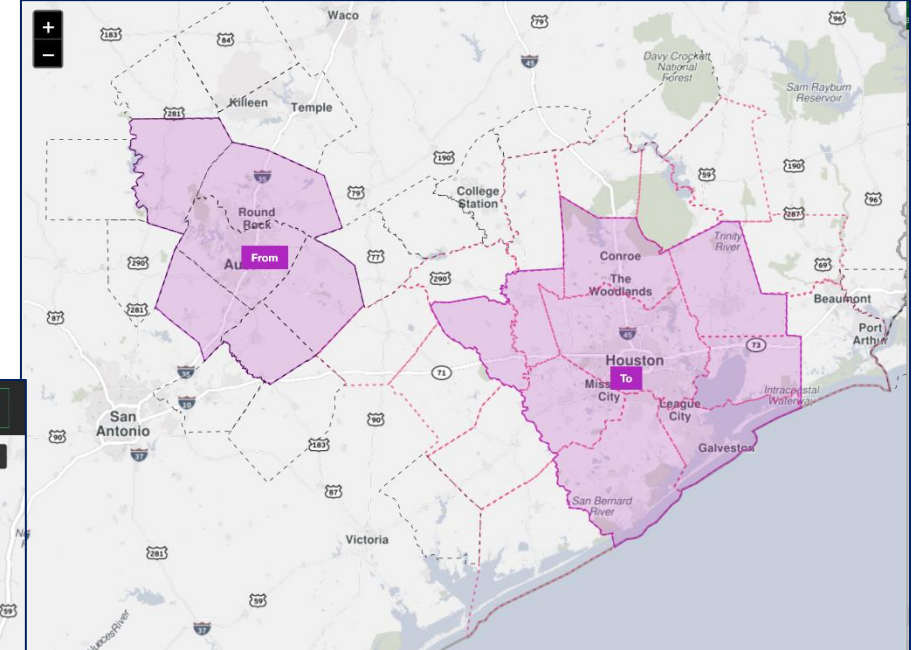 +
−
Waco
79
96
183
84
45
Davy Crockett
National
Forest
Sam Rayburn
Reservoir
Killeen
Temple
281
190
190
59
35
79
College
Station
96
Round
Rock
287
Trinity
River
From
77
290
Conroe
69
290
The
Woodlands
Beaumont
281
87
45
Port
Arthur
73
Houston
71
35
To
City
10
League
City
Intracoastal
Waterway
San
Antonio
90
90
183
Galveston
37
87
San Bernard
River
Victoria
281
59
59
37